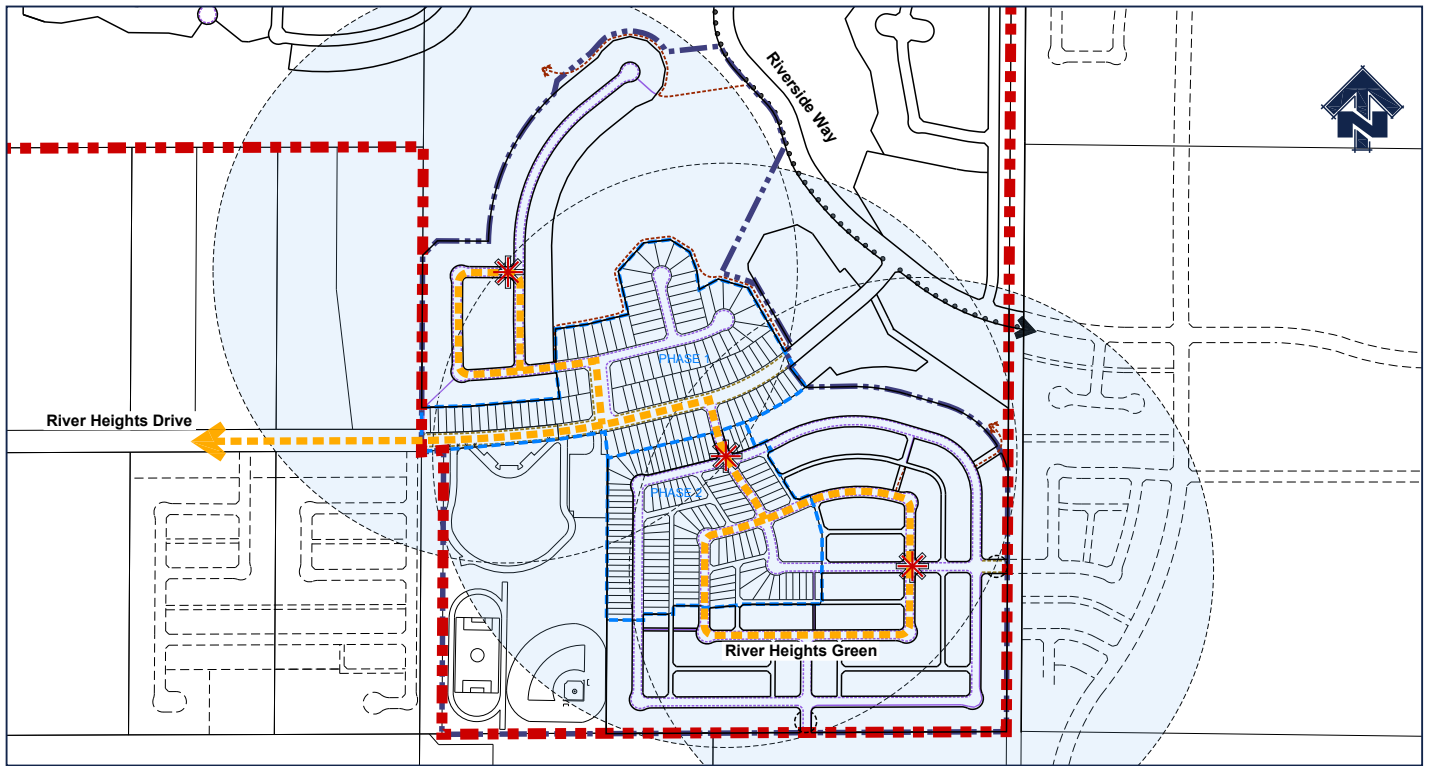 Riverside Way
N
PHASE 1
River Heights Drive
PHASE 2
River Heights Green